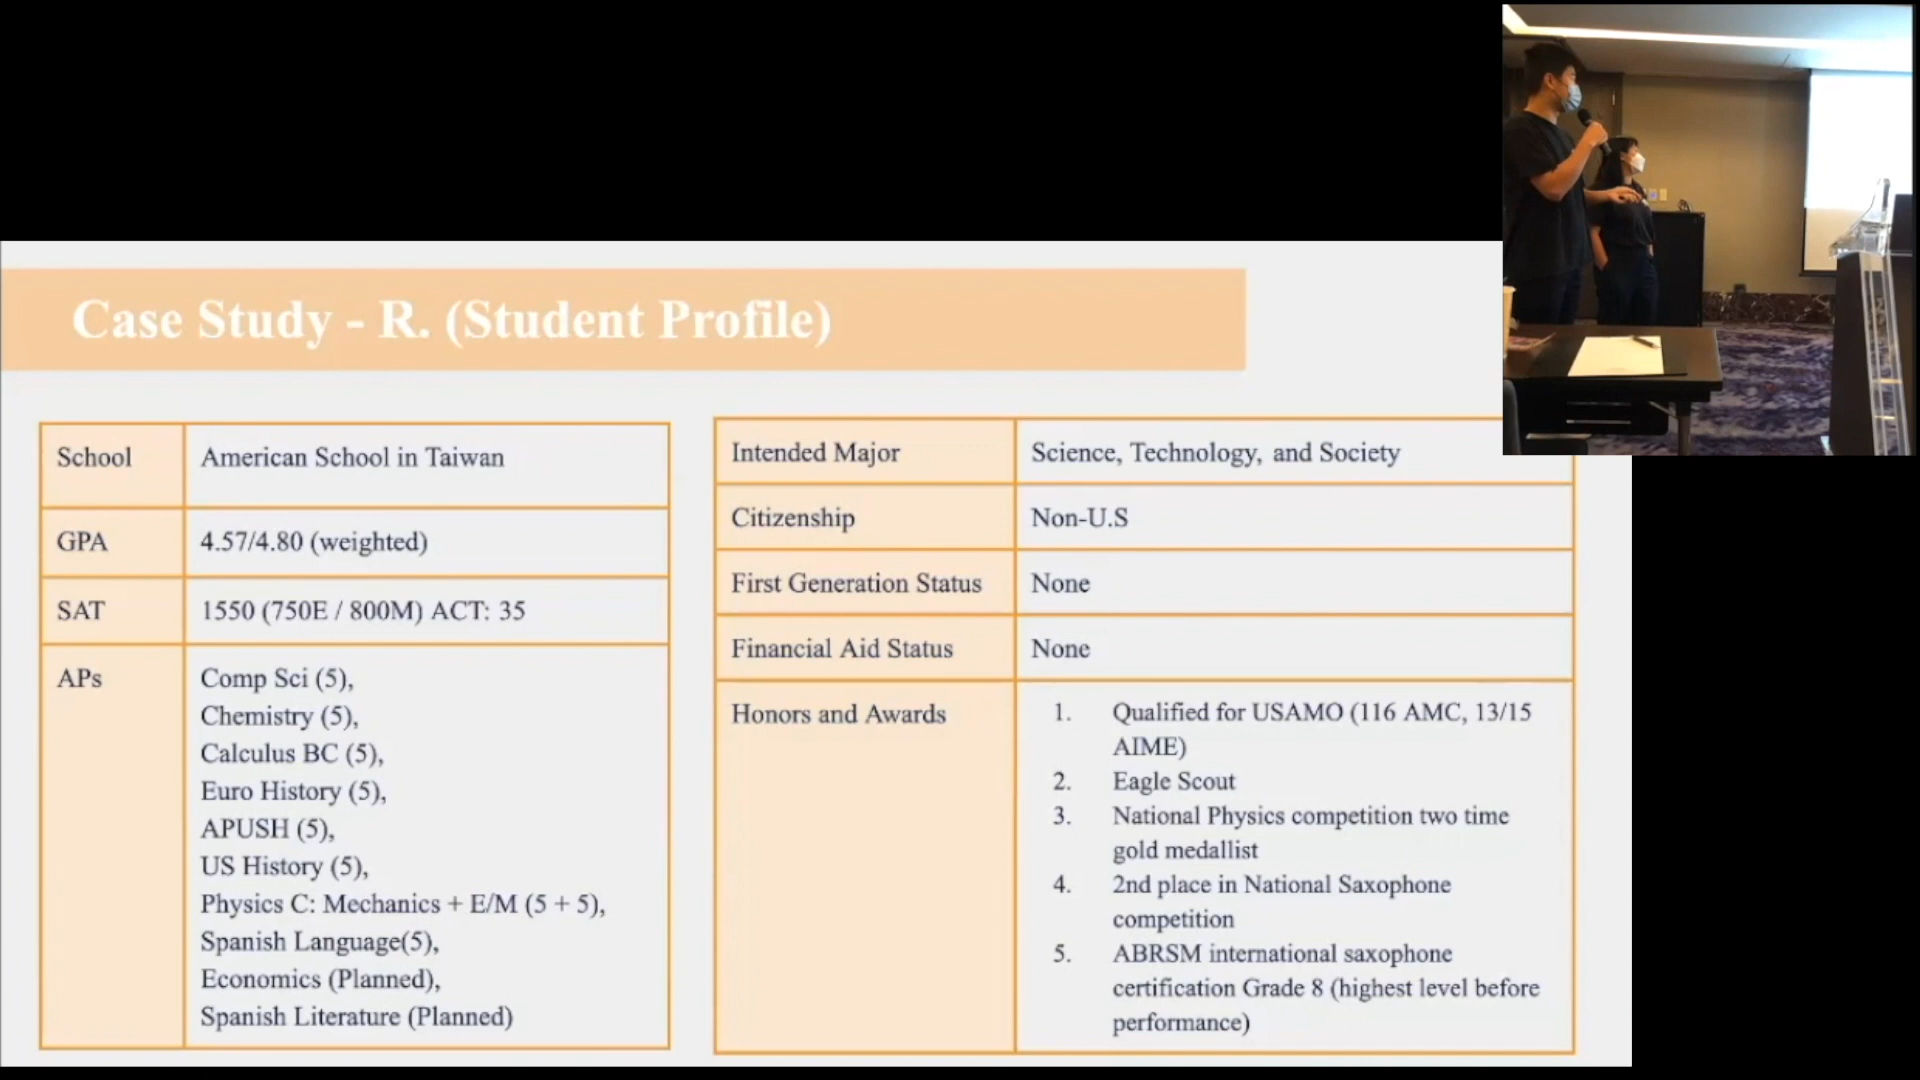 Case Study - R. (Student Profile)
School
American School in Taiwan
GPA
4.57/4.80 (weighted)
SAT
1550 (750E / 800M) ACT: 35
APs
Comp Sci (5),
Chemistry (5),
Calculus BC (5),
Euro History (5),
APUSH (5),
US History (5),
Physics C: Mechanics + E/M (5 + 5),
Spanish Language(5),
Economics (Planned),
Spanish Literature (Planned)
Intended Major
Science, Technology, and Society
Citizenship
Non-U.S
First Generation Status
None
Financial Aid Status
None
Honors and Awards
1. Qualified for USAMO (116 AMC, 13/15
AIME)
2. Eagle Scout
3. National Physics competition two time
gold medallist
4. 2nd place in National Saxophone
competition
5. ABRSM international saxophone
certification Grade 8 (highest level before
performance)